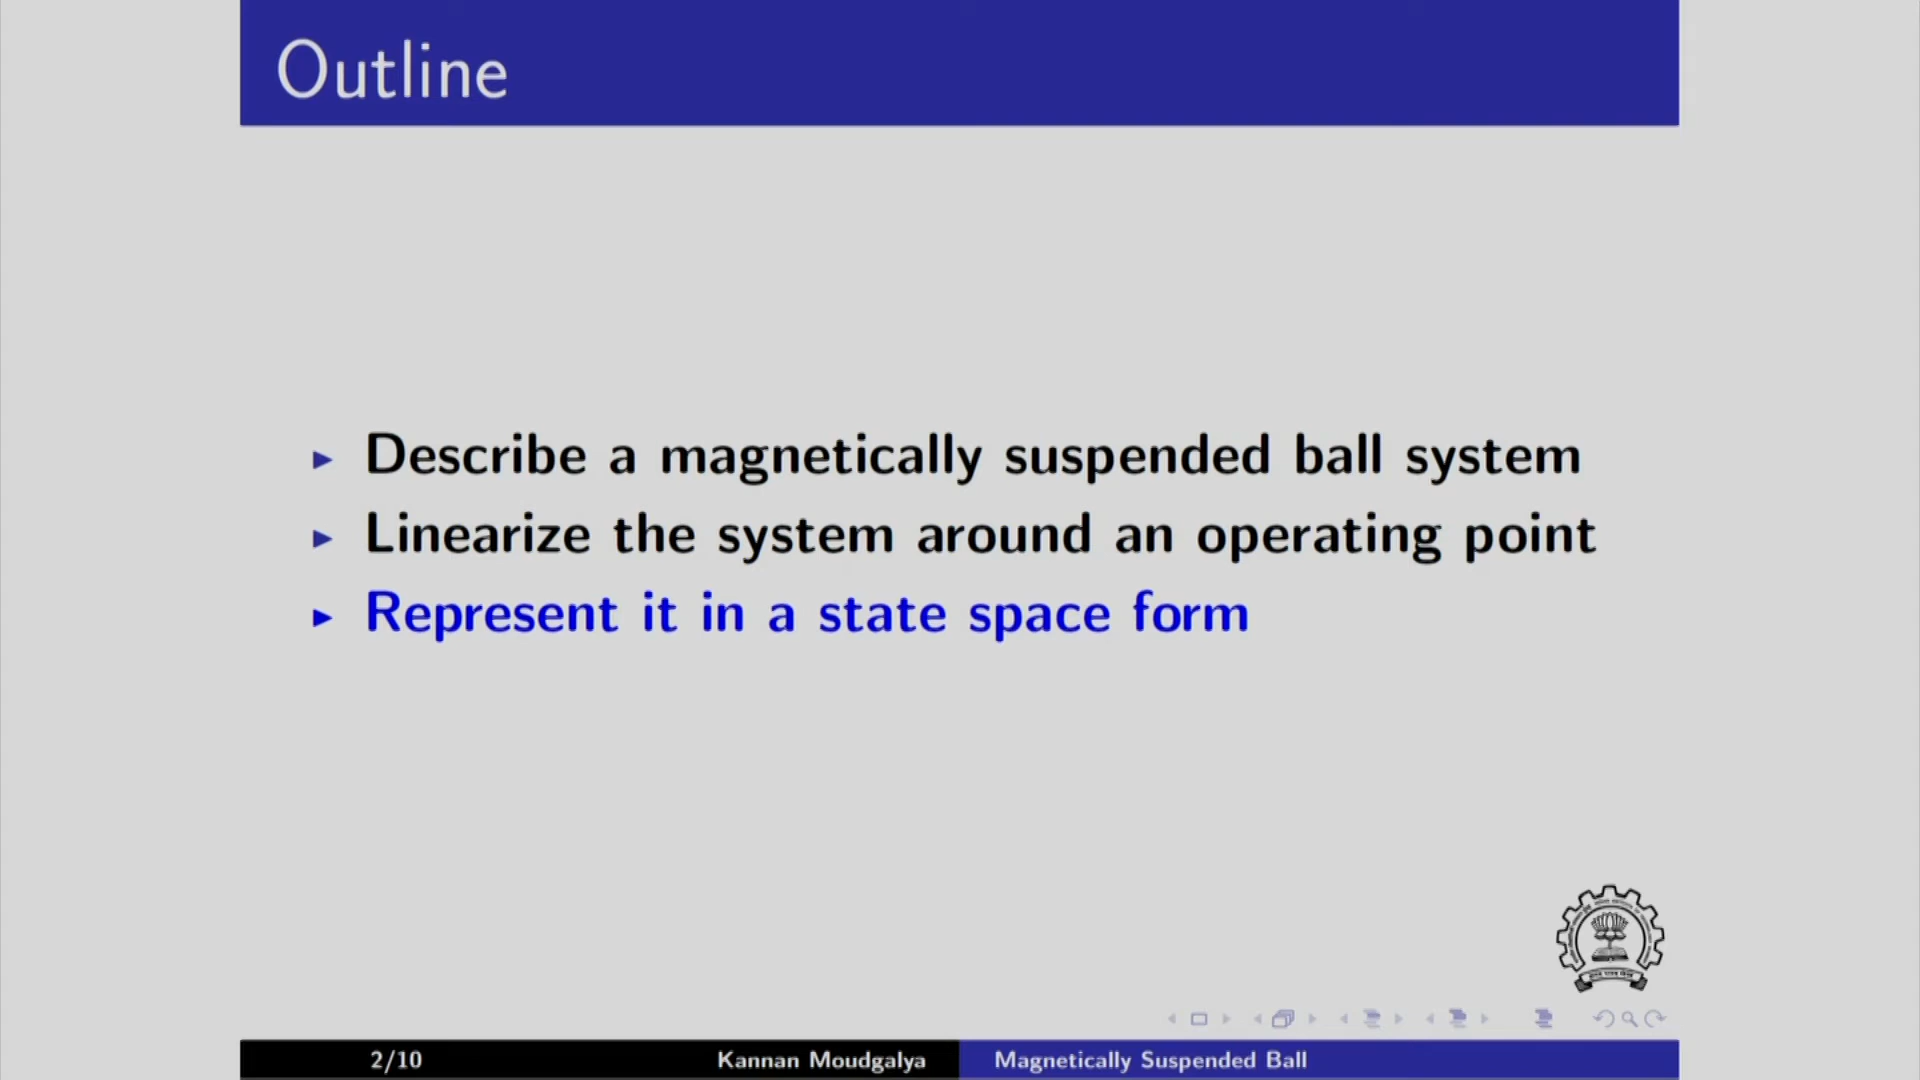 Outline
Describe a magnetically suspended ball system
Linearize the system around an operating point
Represent it in a state space form
2/10 Kannan Moudgalya Magnetically Suspended Ball